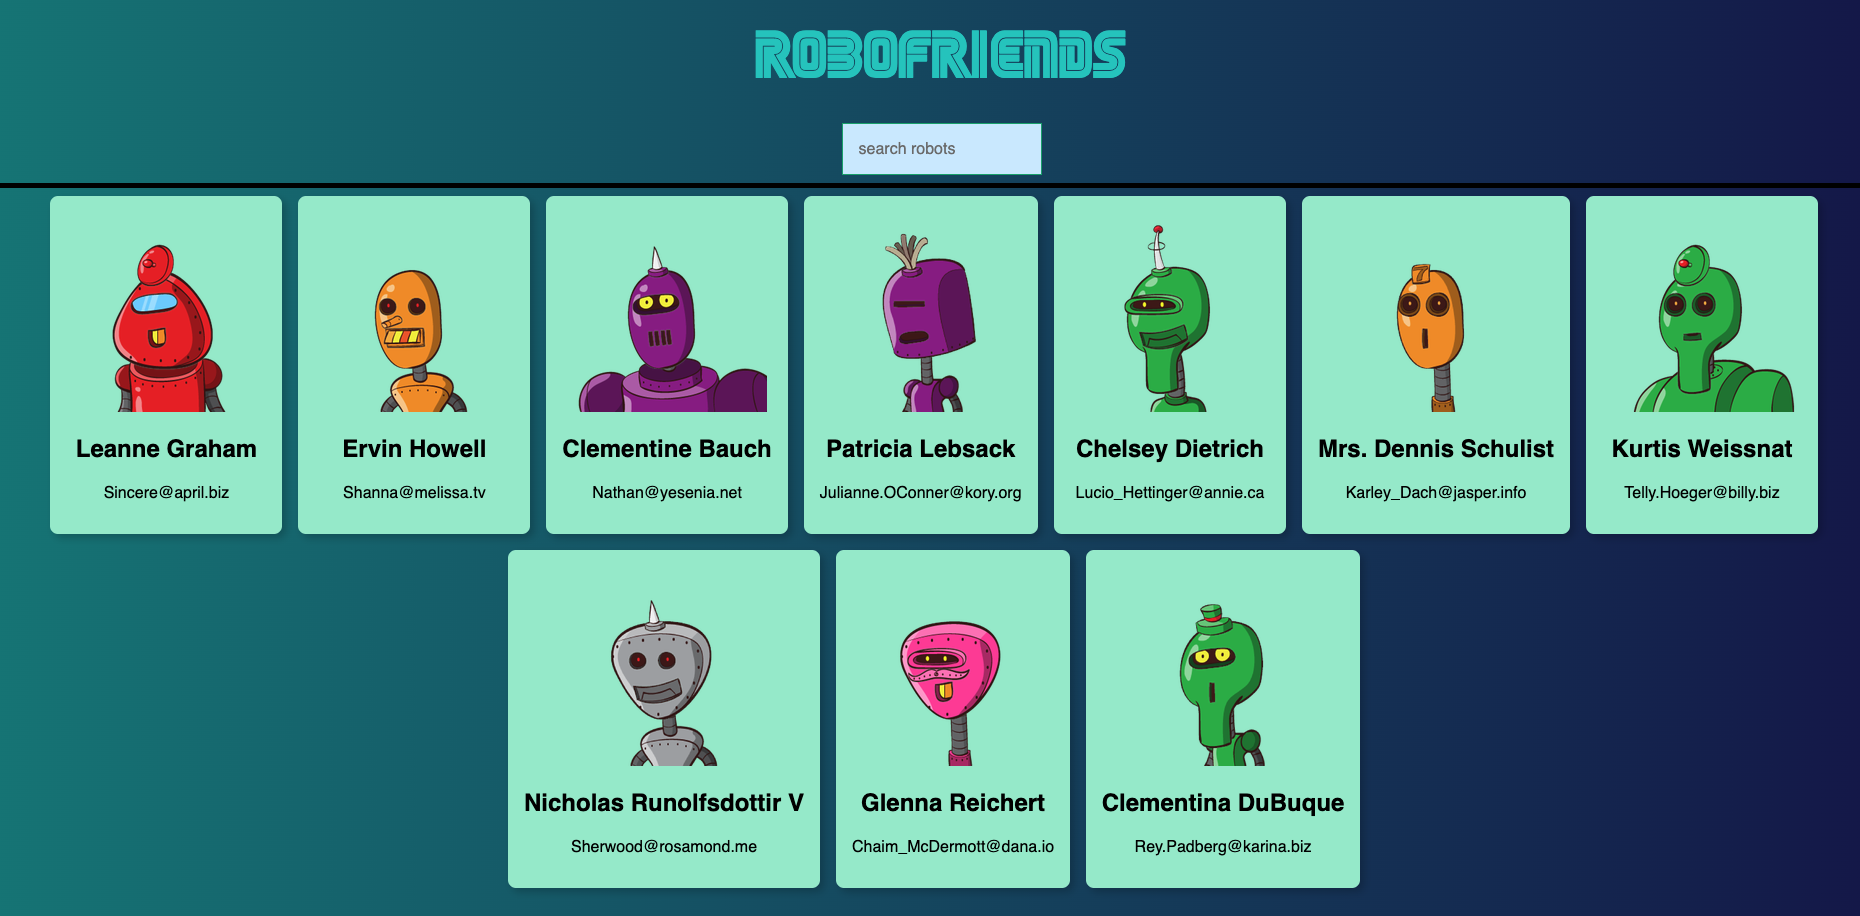 ROBOFRIENDS
search robots
7
Leanne Graham
Sincere@april.biz
Ervin Howell
Shanna@melissa.tv
Clementine Bauch
Nathan@yesenia.net
Patricia Lebsack
Julianne.OConner@kory.org
Chelsey Dietrich
Lucio_Hettinger@annie.ca
Mrs. Dennis Schulist
Karley_Dach@jasper.info
Kurtis Weissnat
Telly.Hoeger@billy.biz
Nicholas Runolfsdottir V
Sherwood@rosamond.me
Glenna Reichert
Chaim_McDermott@dana.io
Clementina DuBuque
Rey.Padberg@karina.biz